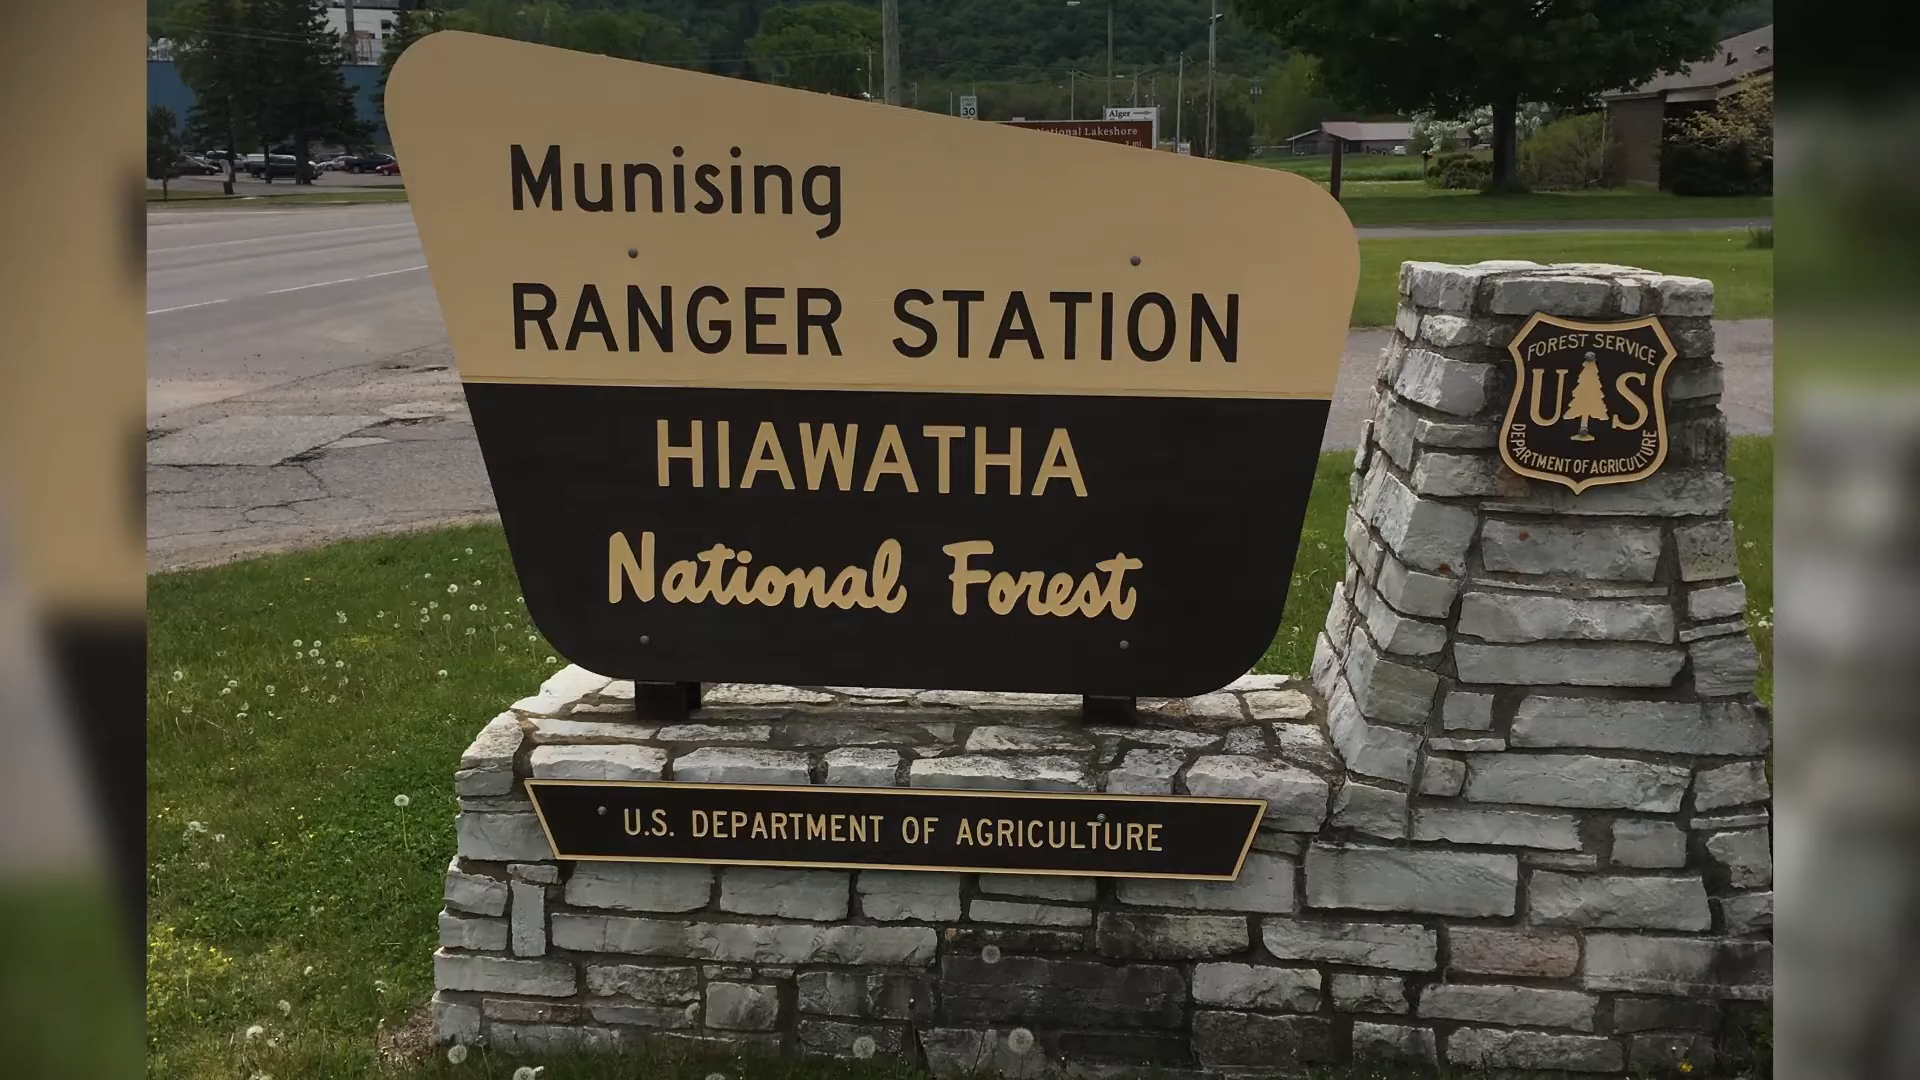 Munising
RANGER STATION
HIAWATHA
National Forest
U.S. DEPARTMENT OF AGRICULTURE
FOREST SERVICE
U S
DEPARTMENT OF AGRICULTURE
30
Alger
National Lakeshore